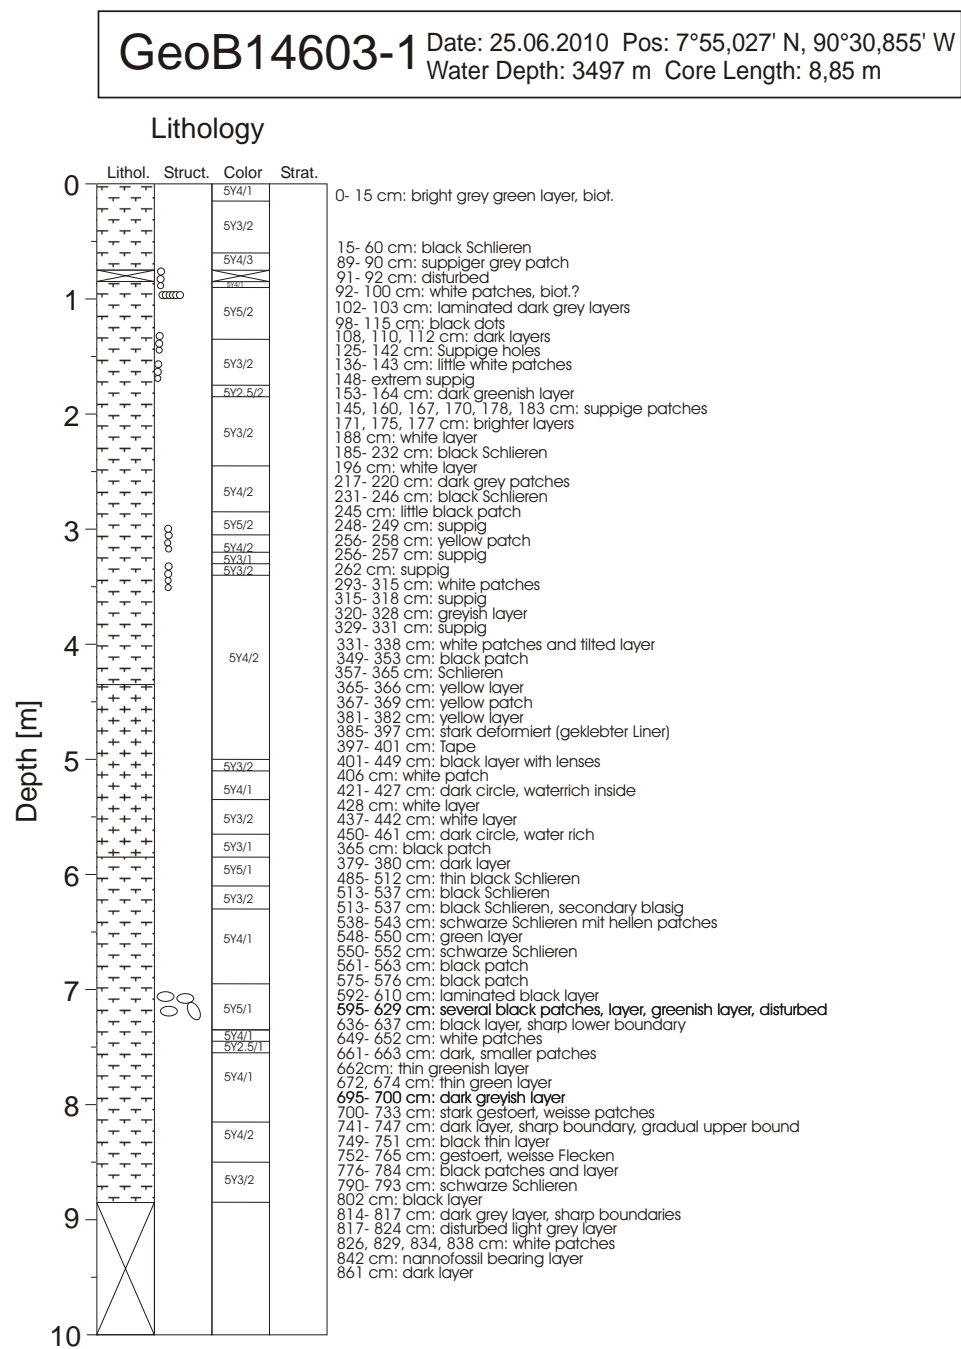 GeoB14603-1
Date: 25.06.2010 Pos: 7°55,027' N, 90°30,855' W
Water Depth: 3497 m Core Length: 8,85 m
Lithology
Lithol. Struct. Color Strat.
Depth [m]
0
1
2
3
4
5
6
7
8
9
10
5Y4/1
5Y3/2
5Y4/3
5Y4/1
5Y5/2
5Y3/2
5Y2.5/2
5Y3/2
5Y4/2
5Y5/2
5Y4/2
5Y3/1
5Y3/2
5Y4/2
5Y3/2
5Y4/1
5Y3/2
5Y3/1
5Y5/1
5Y3/2
5Y4/1
5Y5/1
5Y4/1
5Y2.5/1
5Y4/1
5Y4/2
5Y3/2
0- 15 cm: bright grey green layer, biot.
15- 60 cm: black Schlieren
89- 90 cm: suppiger grey patch
91- 92 cm: disturbed
92- 100 cm: white patches, biot.?
102- 103 cm: laminated dark grey layers
98- 115 cm: black dots
108, 110, 112 cm: dark layers
125- 142 cm: Suppige holes
136- 143 cm: little white patches
148- extrem suppig
153- 164 cm: dark greenish layer
145, 160, 167, 170, 178, 183 cm: suppige patches
171, 175, 177 cm: brighter layers
188 cm: white layer
185- 232 cm: black Schlieren
196 cm: white layer
217- 220 cm: dark grey patches
231- 246 cm: black Schlieren
245 cm: little black patch
248- 249 cm: suppig
256- 258 cm: yellow patch
256- 257 cm: suppig
262 cm: suppig
293- 315 cm: white patches
315- 318 cm: suppig
320- 328 cm: greyish layer
329- 331 cm: suppig
331- 338 cm: white patches and tilted layer
349- 353 cm: black patch
357- 365 cm: Schlieren
365- 366 cm: yellow layer
367- 369 cm: yellow patch
381- 382 cm: yellow layer
385- 397 cm: stark deformiert (geklebter Liner)
397- 401 cm: Tape
401- 449 cm: black layer with lenses
406 cm: white patch
421- 427 cm: dark circle, waterrich inside
428 cm: white layer
437- 442 cm: white layer
450- 461 cm: dark circle, water rich
365 cm: black patch
379- 380 cm: dark layer
485- 512 cm: thin black Schlieren
513- 537 cm: black Schlieren
513- 537 cm: black Schlieren, secondary blasig
538- 543 cm: schwarze Schlieren mit hellen patches
548- 550 cm: green layer
550- 552 cm: schwarze Schlieren
561- 563 cm: black patch
575- 576 cm: black patch
592- 610 cm: laminated black layer
595- 629 cm: several black patches, layer, greenish layer, disturbed
636- 637 cm: black layer, sharp lower boundary
649- 652 cm: white patches
661- 663 cm: dark, smaller patches
662cm: thin greenish layer
672, 674 cm: thin green layer
695- 700 cm: dark greyish layer
700- 733 cm: stark gestoert, weisse patches
741- 747 cm: dark layer, sharp boundary, gradual upper bound
749- 751 cm: black thin layer
752- 765 cm: gestoert, weisse Flecken
776- 784 cm: black patches and layer
790- 793 cm: schwarze Schlieren
802 cm: black layer
814- 817 cm: dark grey layer, sharp boundaries
817- 824 cm: disturbed light grey layer
826, 829, 834, 838 cm: white patches
842 cm: nannofossil bearing layer
861 cm: dark layer